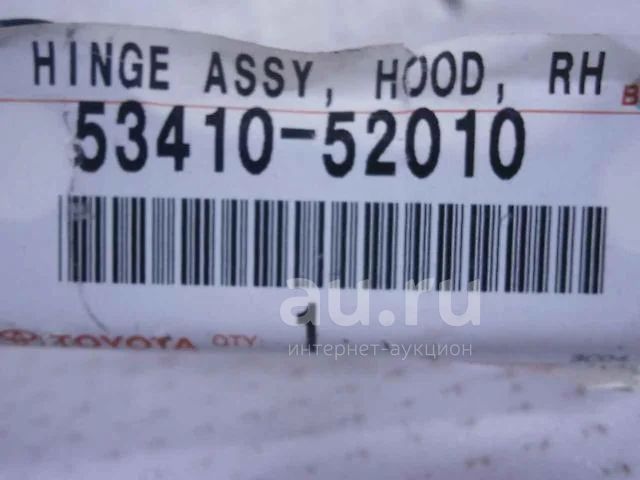 HINGE ASSY, HOOD, RH
53410-52010
au.ru
TOYOTA QTY 1
интернет-аукцион